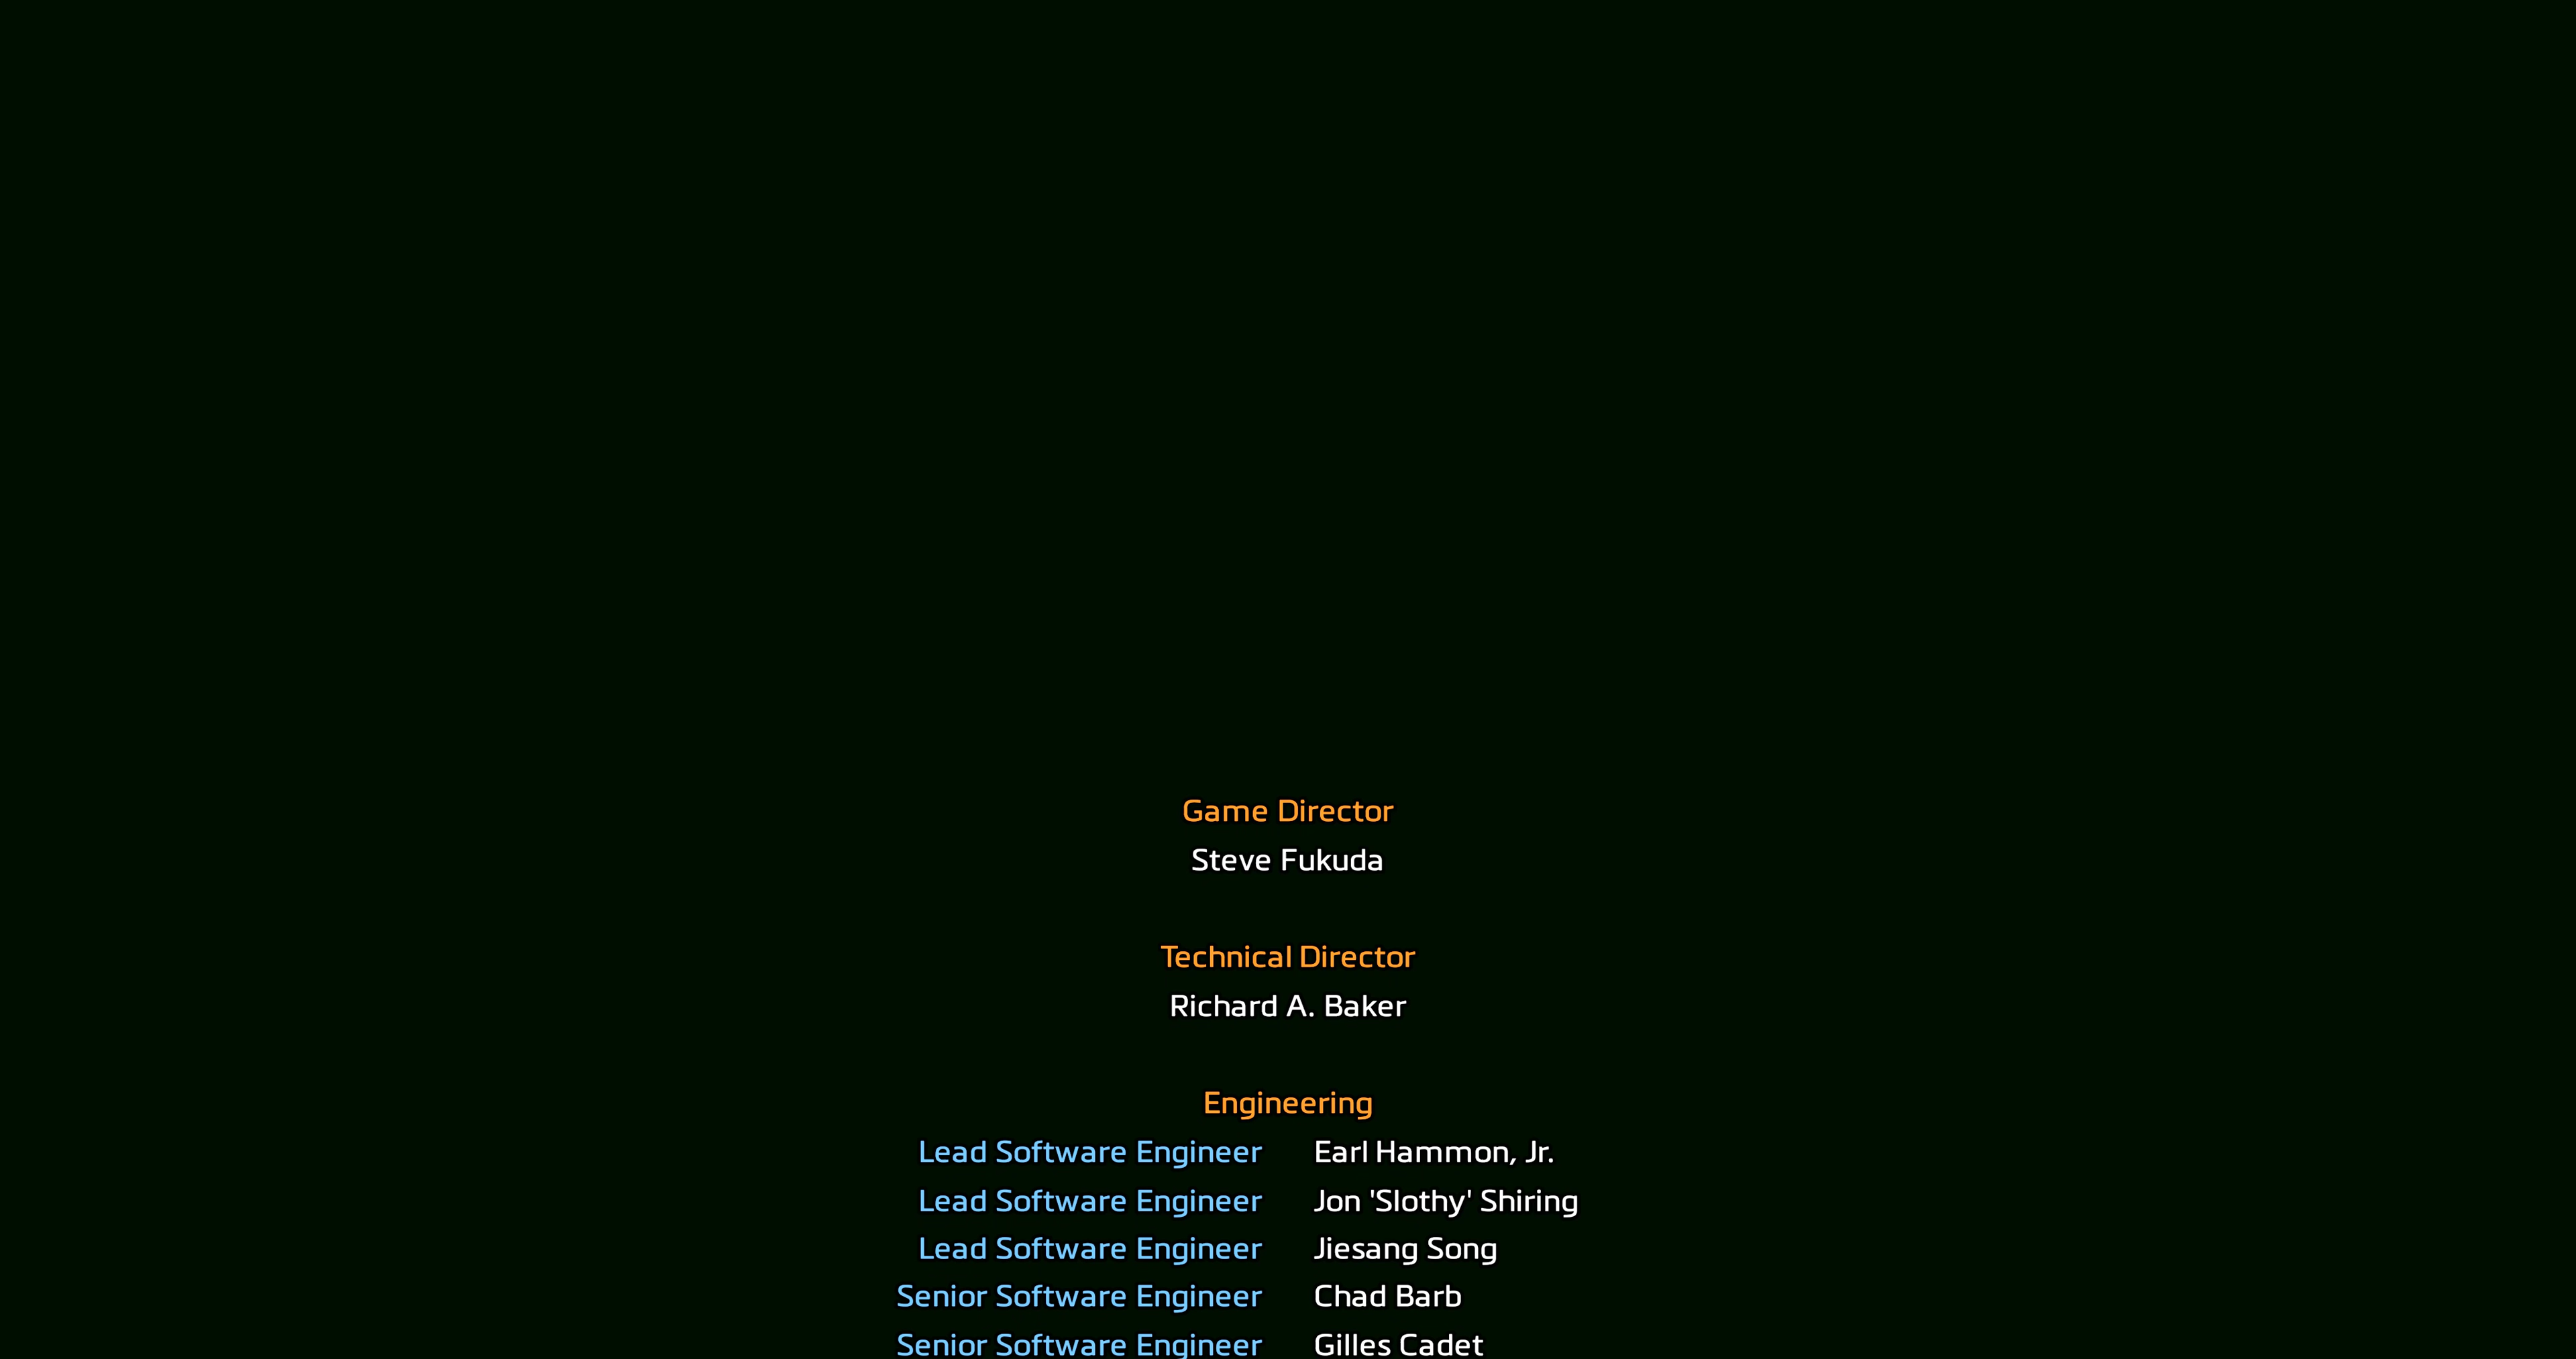 Game Director
Steve Fukuda
Technical Director
Richard A. Baker
Engineering
Lead Software Engineer Earl Hammon, Jr.
Lead Software Engineer Jon 'Slothy' Shiring
Lead Software Engineer Jiesang Song
Senior Software Engineer Chad Barb
Senior Software Engineer Gilles Cadet